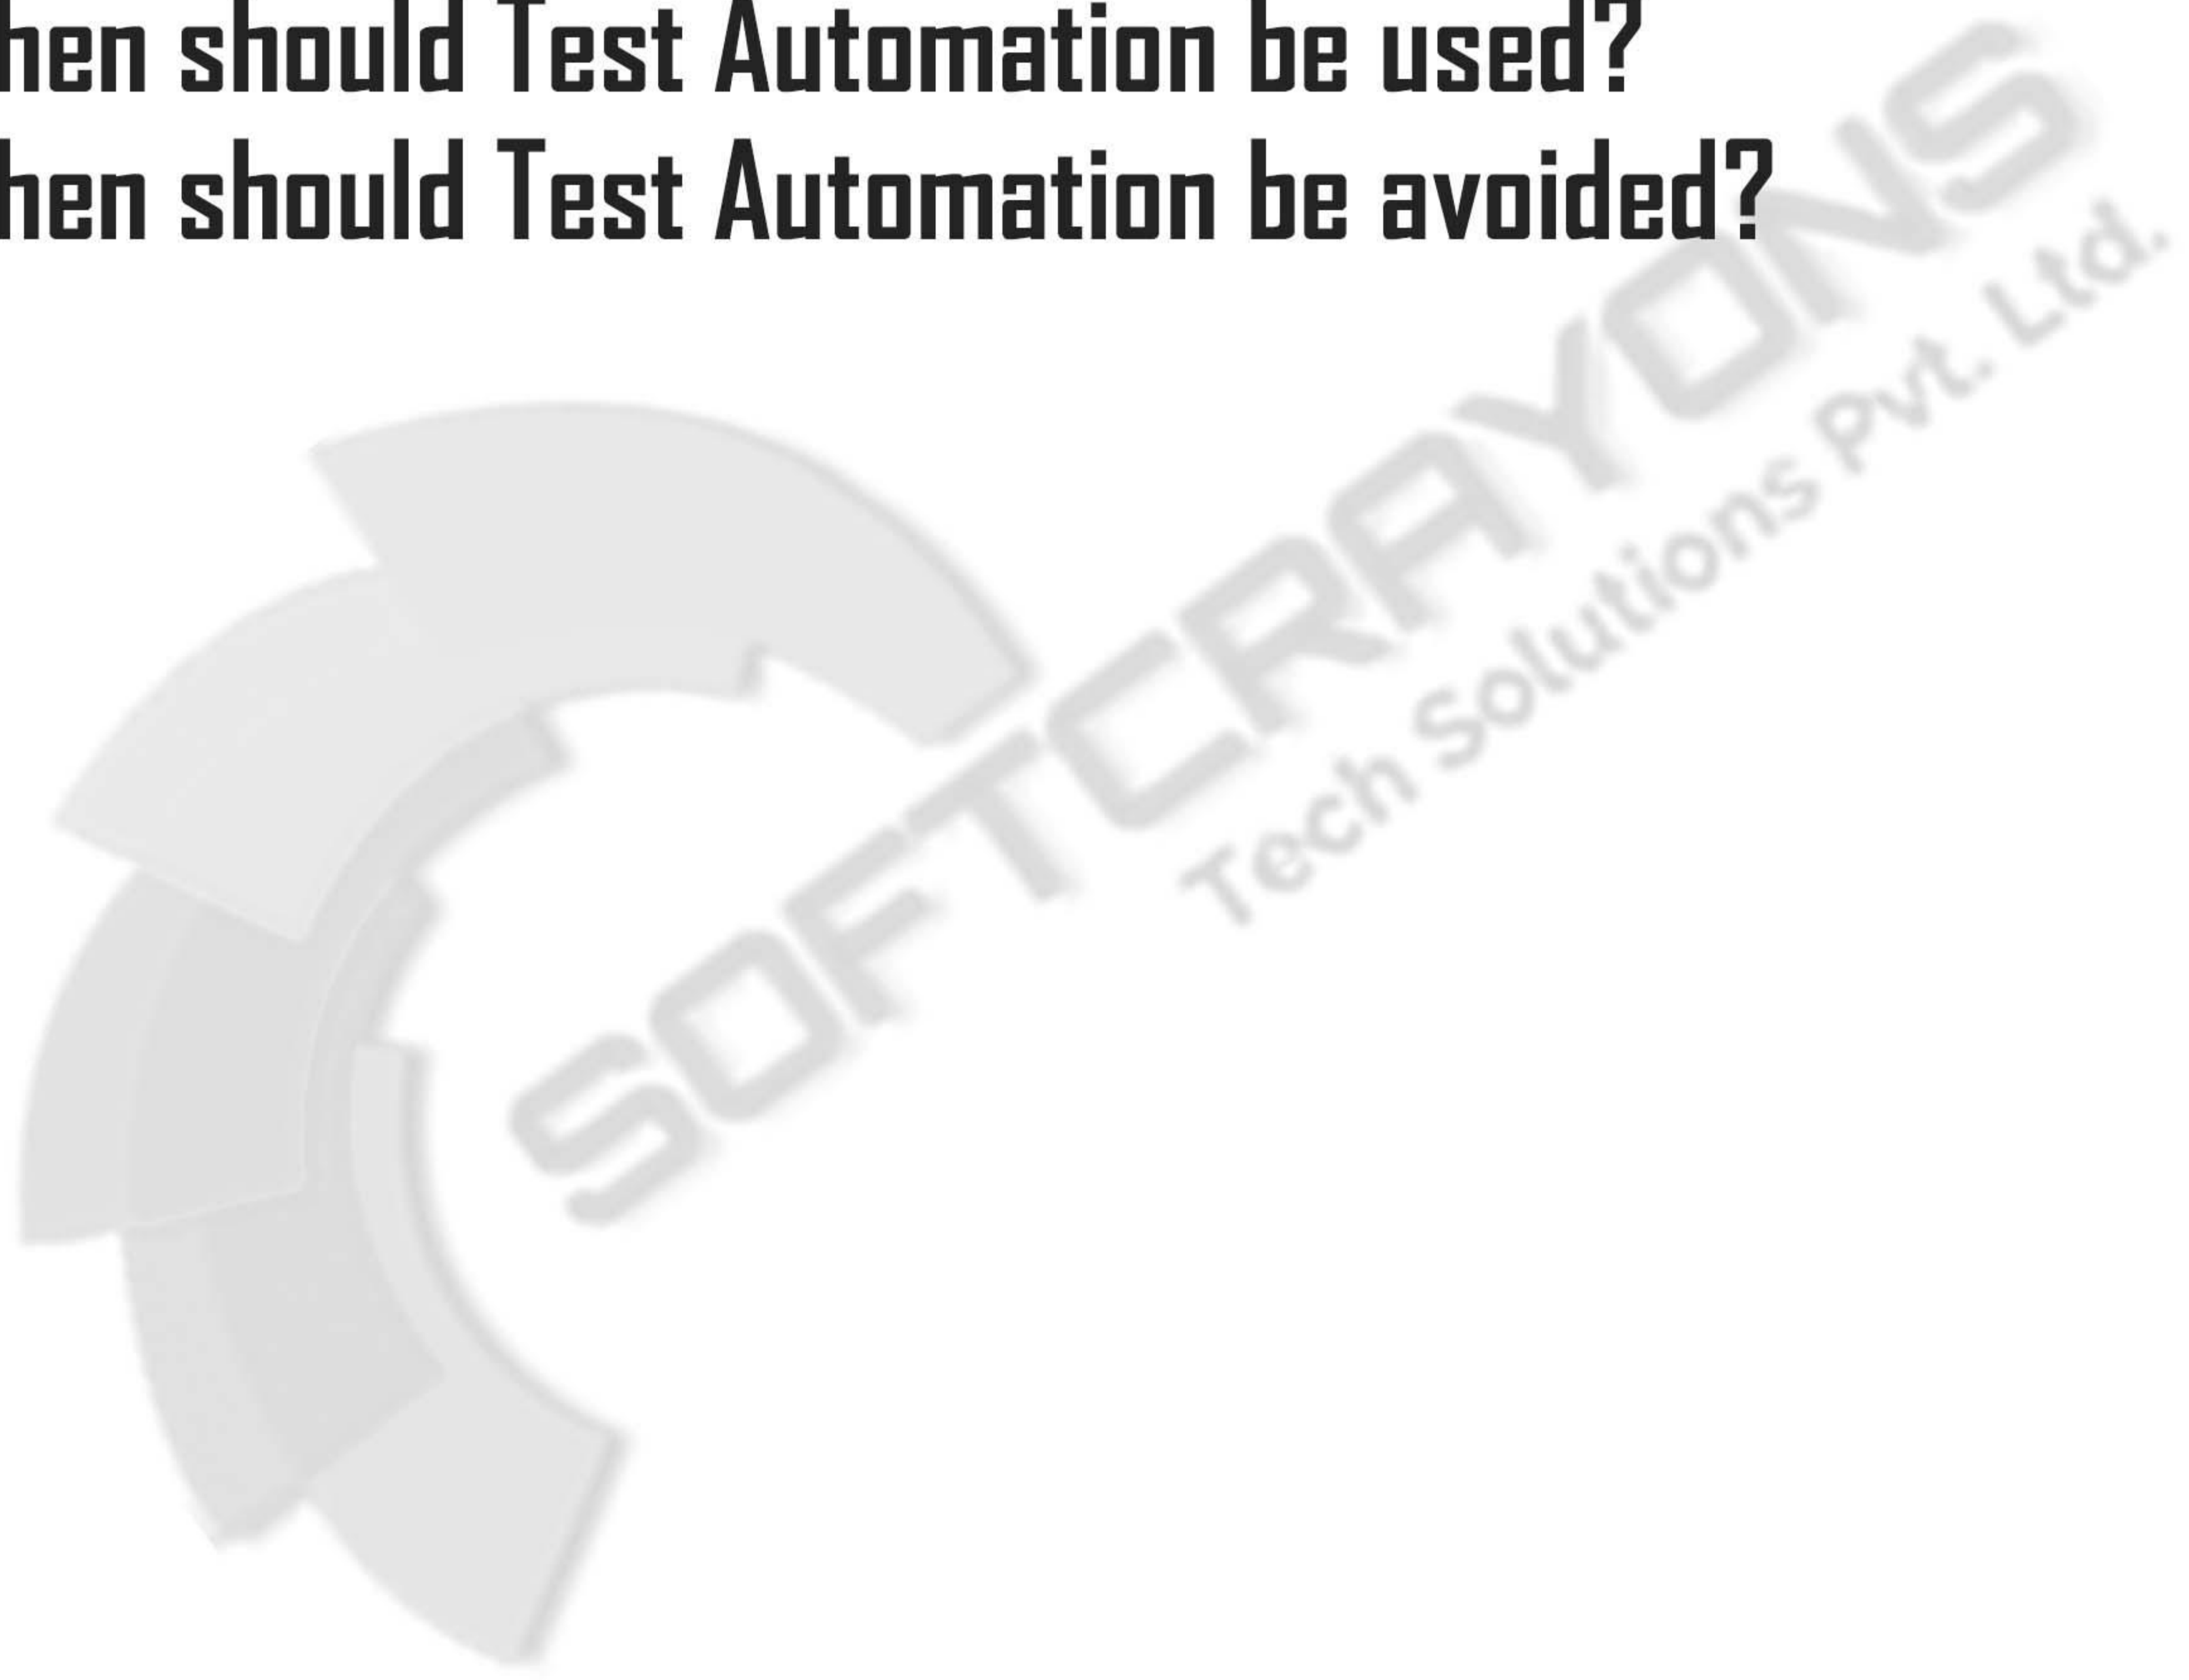 hen should Test Automation be used?
hen should Test Automation be avoided?
SOFTCRAYONS
Tech Solutions Pvt. Ltd.